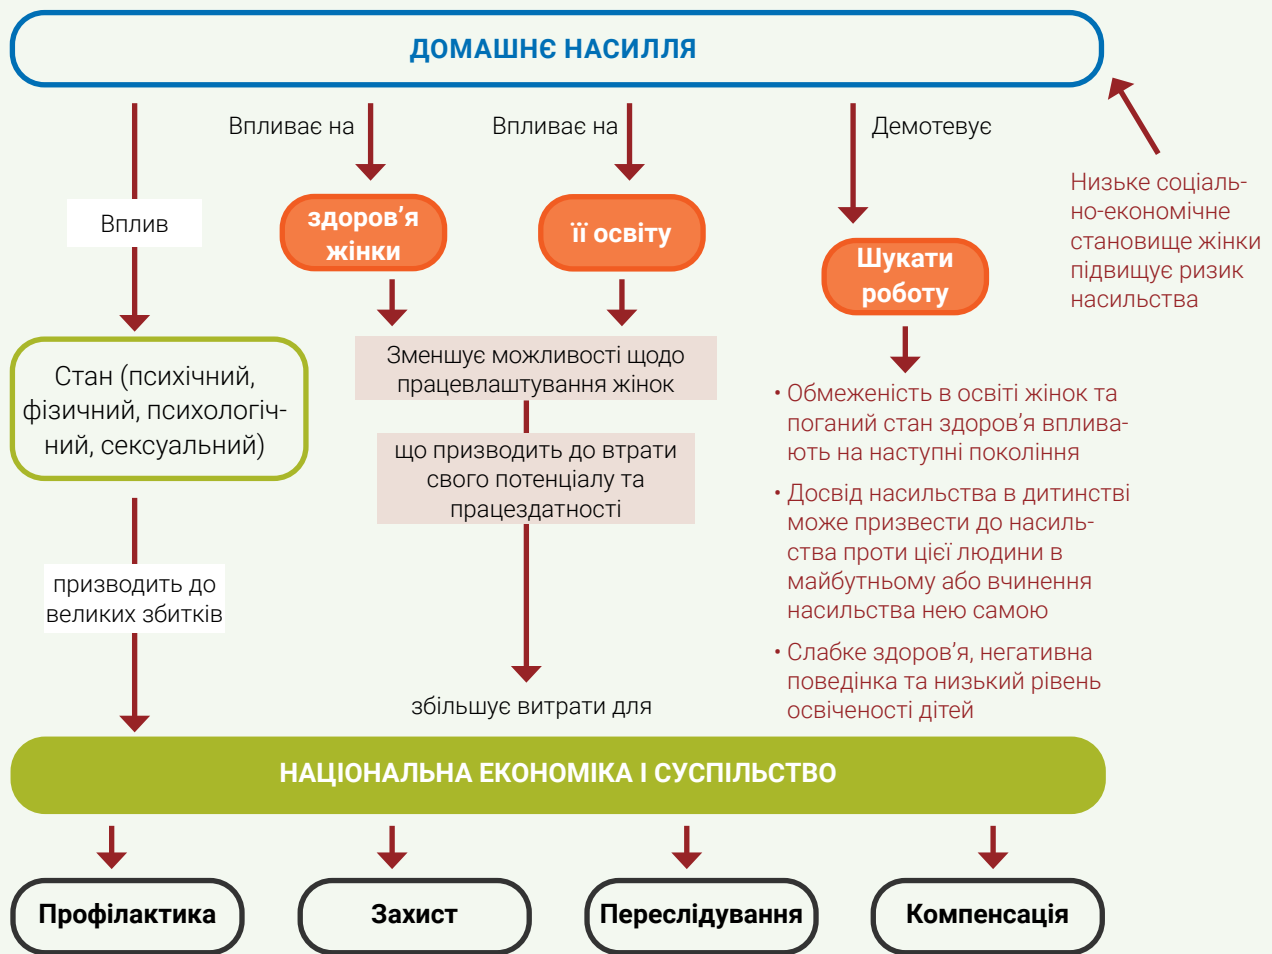 ДОМАШНЄ НАСИЛЛЯ
Впливає на
Впливає на
Демотевує
Вплив
здоров’я
жінки
її освіту
Шукати
роботу
Низьке соціаль-
но-економічне
становище жінки
підвищує ризик
насильства
Стан (психічний,
фізичний, психологіч-
ний, сексуальний)
Зменшує можливості щодо
працевлаштування жінок
що призводить до втрати
свого потенціалу та
працездатності
• Обмеженість в освіті жінок та
поганий стан здоров’я вплива-
ють на наступні покоління
• Досвід насильства в дитинстві
може призвести до насиль-
ства проти цієї людини в
майбутньому або вчинення
насильства нею самою
• Слабке здоров’я, негативна
поведінка та низький рівень
освіченості дітей
призводить до
великих збитків
збільшує витрати для
НАЦІОНАЛЬНА ЕКОНОМІКА І СУСПІЛЬСТВО
Профілактика
Захист
Переслідування
Компенсація